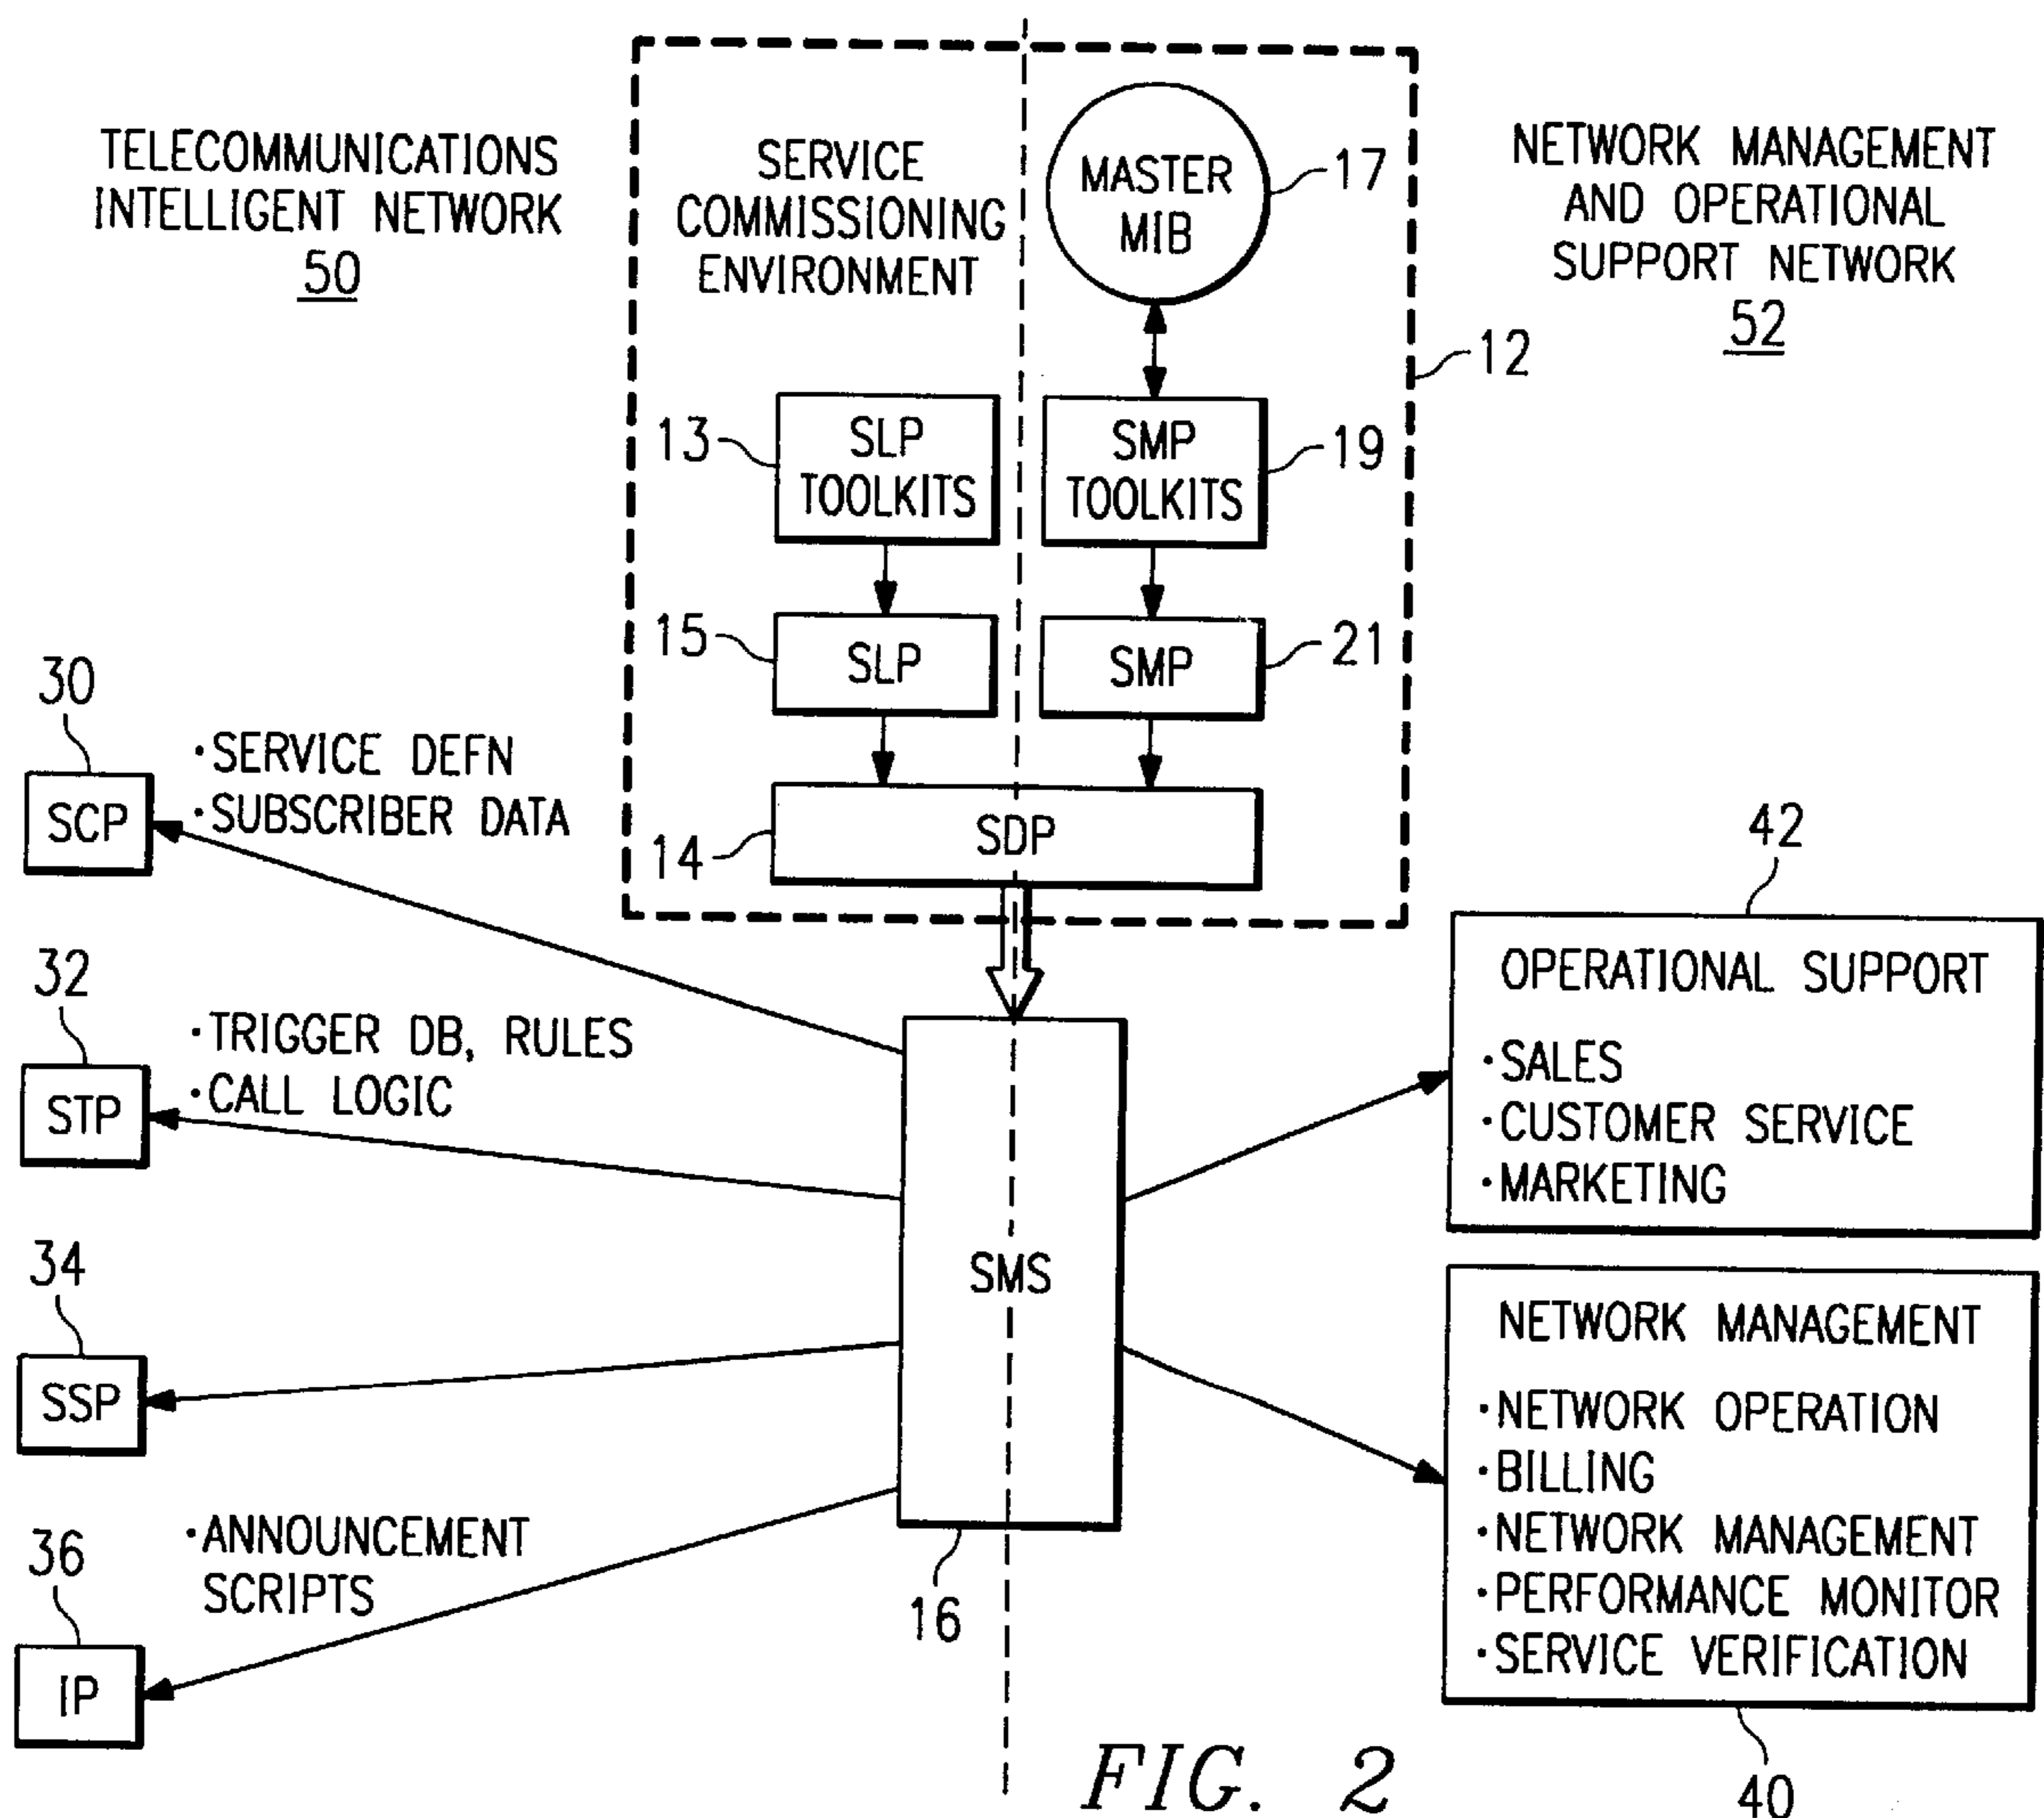 TELECOMMUNICATIONS
INTELLIGENT NETWORK
50
SERVICE
COMMISSIONING
ENVIRONMENT
MASTER
MIB
17
NETWORK MANAGEMENT
AND OPERATIONAL
SUPPORT NETWORK
52
12
13
SLP
TOOLKITS
SMP
TOOLKITS
19
15
SLP
SMP
21
14
SDP
30
SCP
·SERVICE DEFN
·SUBSCRIBER DATA
32
STP
·TRIGGER DB, RULES
·CALL LOGIC
34
SSP
36
IP
·ANNOUNCEMENT
SCRIPTS
SMS
16
42
OPERATIONAL SUPPORT
·SALES
·CUSTOMER SERVICE
·MARKETING
NETWORK MANAGEMENT
·NETWORK OPERATION
·BILLING
·NETWORK MANAGEMENT
·PERFORMANCE MONITOR
·SERVICE VERIFICATION
40
FIG. 2